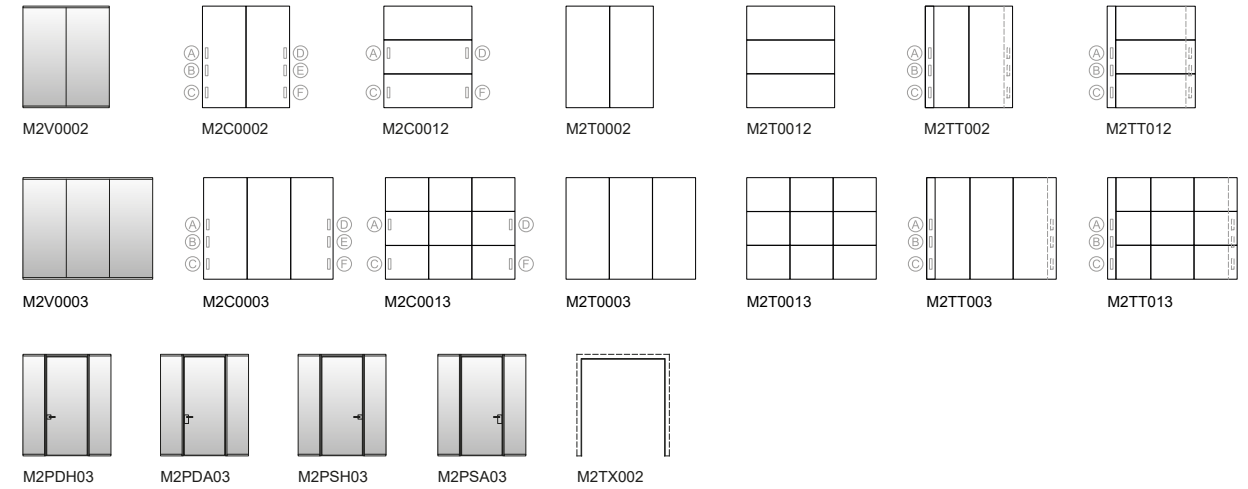 A D A D A A
B E B B
C F C F C C
M2V0002 M2C0002 M2C0012 M2T0002 M2T0012 M2TT002 M2TT012
A D A D A A
B E B B
C F C F C C
M2V0003 M2C0003 M2C0013 M2T0003 M2T0013 M2TT003 M2TT013
M2PDH03 M2PDA03 M2PSH03 M2PSA03 M2TX002